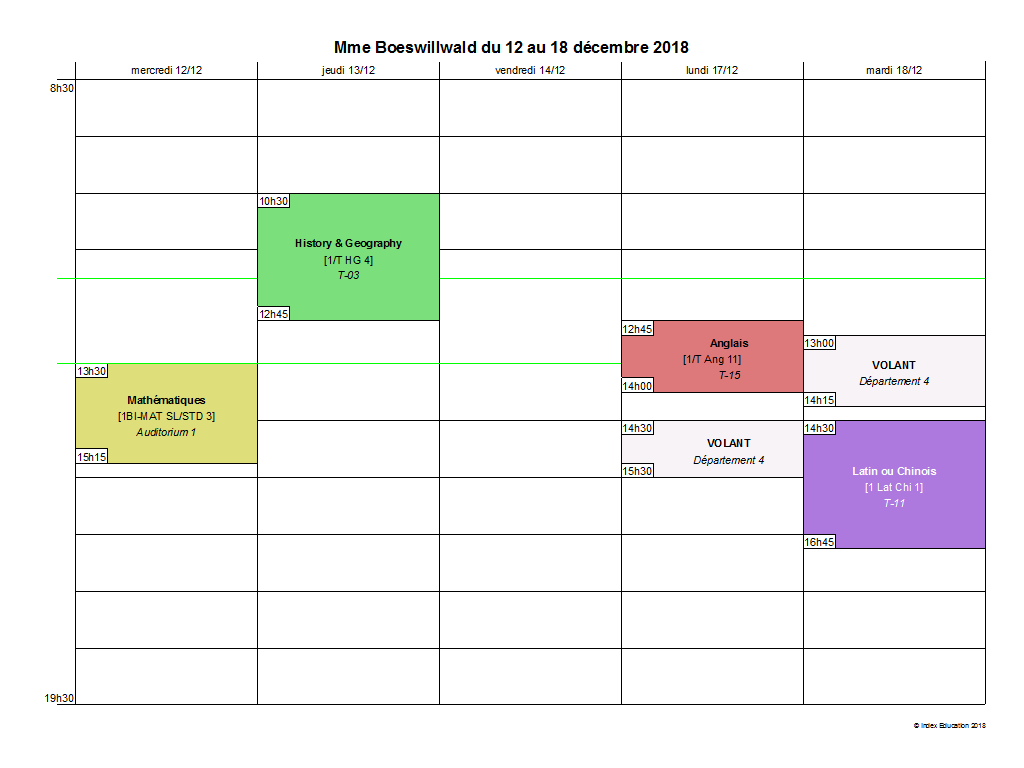 Mme Boeswillwald du 12 au 18 décembre 2018
mercredi 12/12
jeudi 13/12
vendredi 14/12
lundi 17/12
mardi 18/12
8h30
10h30
History & Geography
[1/T HG 4]
T-03
12h45
12h45
Anglais
[1/T Ang 11]
T-15
14h00
13h00
VOLANT
Département 4
14h15
13h30
Mathématiques
[1BI-MAT SL/STD 3]
Auditorium 1
15h15
14h30
VOLANT
Département 4
15h30
14h30
Latin ou Chinois
[1 Lat Chi 1]
T-11
16h45
19h30
© Index Education 2018